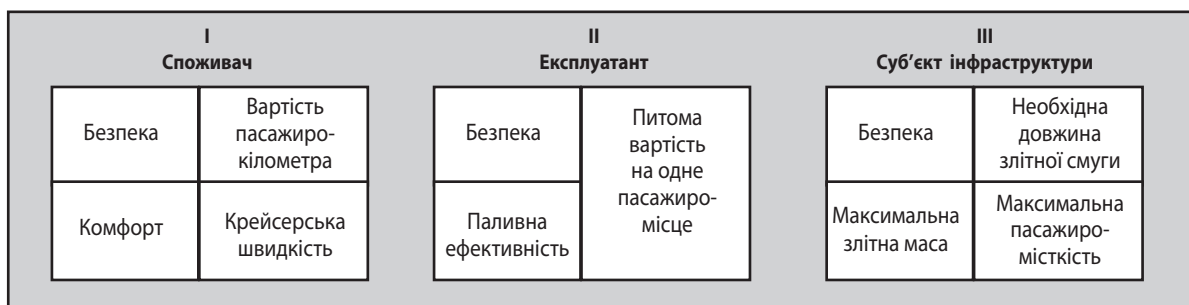 I
Споживач
Безпека
Вартість
пасажиро-
кілометра
Комфорт
Крейсерська
швидкість
II
Експлуатант
Безпека
Питома
вартість
на одне
пасажиро-
місце
Паливна
ефективність
III
Суб’єкт інфраструктури
Безпека
Необхідна
довжина
злітної смуги
Максимальна
злітна маса
Максимальна
пасажиро-
місткість